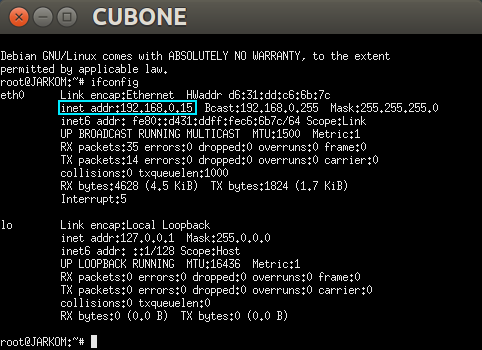 CUBONE
Debian GNU/Linux comes with ABSOLUTELY NO WARRANTY, to the extent
permitted by applicable law.
root@JARKOM:~# ifconfig
eth0      Link encap:Ethernet  HWaddr d6:31:dd:c6:6b:7c
          inet addr:192.168.0.15  Bcast:192.168.0.255  Mask:255.255.255.0
          inet6 addr: fe80::d431:ddff:fec6:6b7c/64 Scope:Link
          UP BROADCAST RUNNING MULTICAST  MTU:1500  Metric:1
          RX packets:35 errors:0 dropped:0 overruns:0 frame:0
          TX packets:14 errors:0 dropped:0 overruns:0 carrier:0
          collisions:0 txqueuelen:1000
          RX bytes:4628 (4.5 KiB)  TX bytes:1824 (1.7 KiB)
          Interrupt:5
lo        Link encap:Local Loopback
          inet addr:127.0.0.1  Mask:255.0.0.0
          inet6 addr: ::1/128 Scope:Host
          UP LOOPBACK RUNNING  MTU:16436  Metric:1
          RX packets:0 errors:0 dropped:0 overruns:0 frame:0
          TX packets:0 errors:0 dropped:0 overruns:0 carrier:0
          collisions:0 txqueuelen:0
          RX bytes:0 (0.0 B)  TX bytes:0 (0.0 B)
root@JARKOM:~#